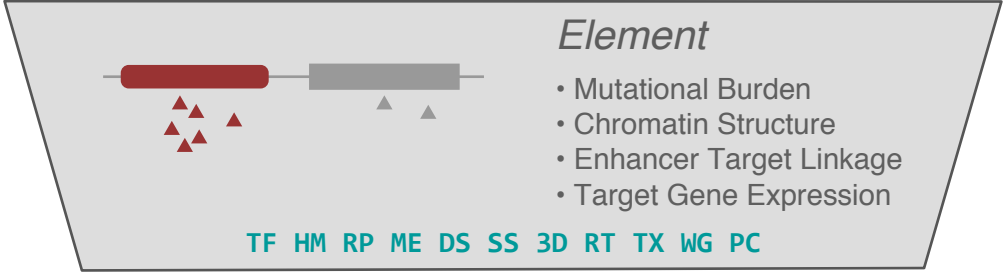 Element
• Mutational Burden
• Chromatin Structure
• Enhancer Target Linkage
• Target Gene Expression
TF HM RP ME DS SS 3D RT TX WG PC